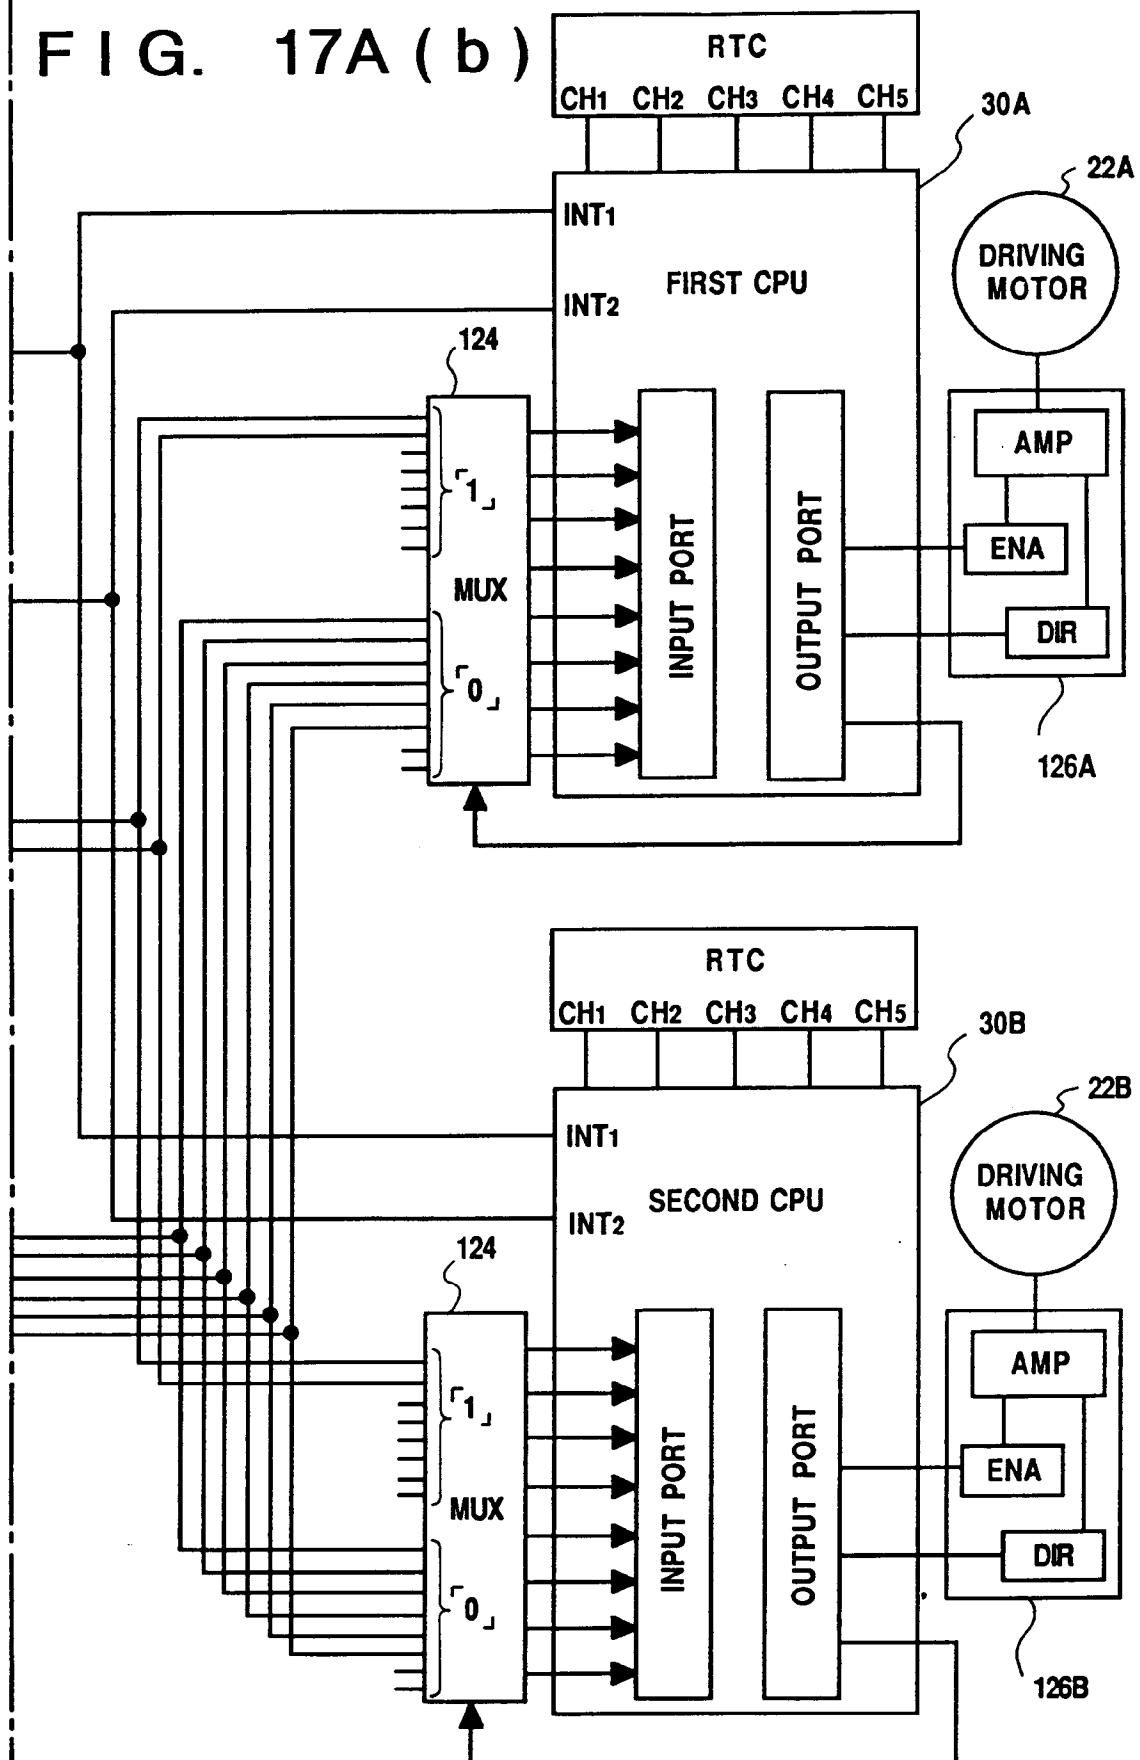 FIG. 17A (b)
RTC
CH1 CH2 CH3 CH4 CH5
30A
22A
INT1
DRIVING
MOTOR
FIRST CPU
INT2
124
AMP
「1」
INPUT PORT
OUTPUT PORT
ENA
MUX
DIR
「0」
126A
RTC
CH1 CH2 CH3 CH4 CH5
30B
22B
INT1
DRIVING
MOTOR
SECOND CPU
INT2
124
AMP
「1」
INPUT PORT
OUTPUT PORT
ENA
MUX
DIR
「0」
126B